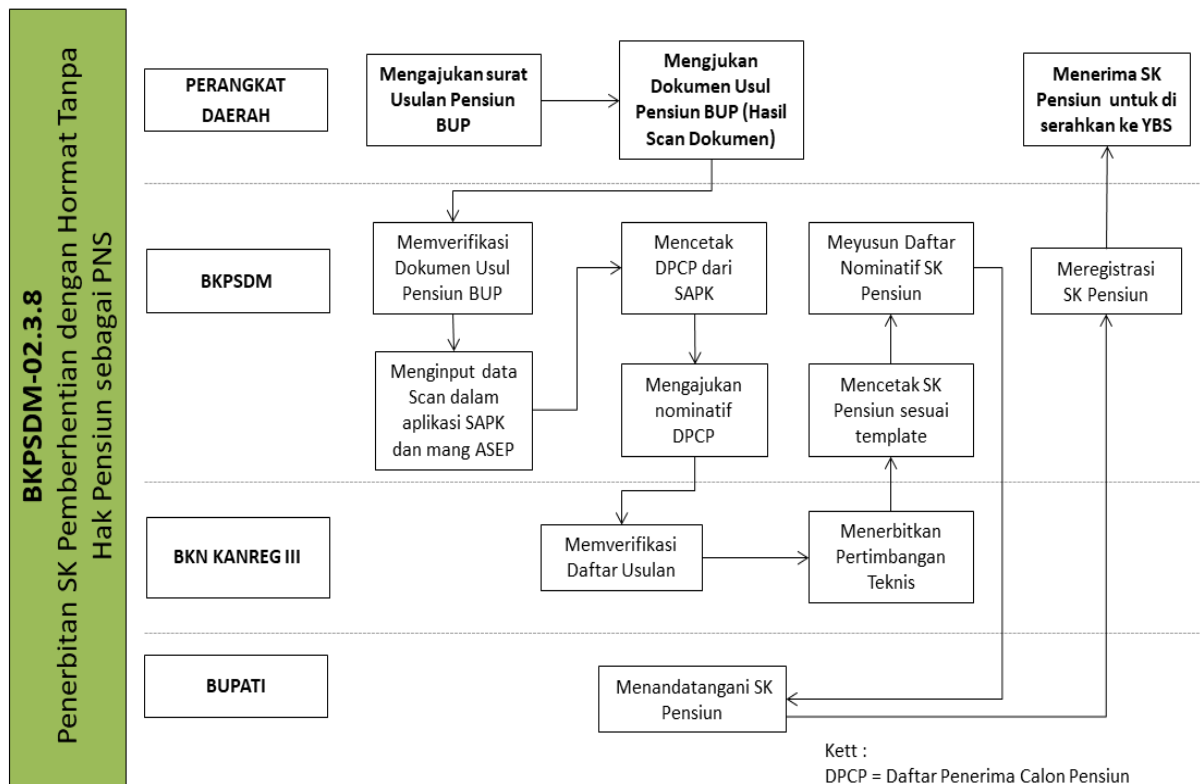 BKPSDM-02.3.8
Penerbitan SK Pemberhentian dengan Hormat Tanpa
Hak Pensiun sebagai PNS
PERANGKAT
DAERAH
Mengajukan surat
Usulan Pensiun
BUP
Mengjukan
Dokumen Usul
Pensiun BUP (Hasil
Scan Dokumen)
Menerima SK
Pensiun untuk di
serahkan ke YBS
BKPSDM
Memverifikasi
Dokumen Usul
Pensiun BUP
Mencetak
DPCP dari
SAPK
Meyusun Daftar
Nominatif SK
Pensiun
Meregistrasi
SK Pensiun
Menginput data
Scan dalam
aplikasi SAPK
dan mang ASEP
Mengajukan
nominatif
DPCP
Mencetak SK
Pensiun sesuai
template
BKN KANREG III
Memverifikasi
Daftar Usulan
Menerbitkan
Pertimbangan
Teknis
BUPATI
Menandatangani SK
Pensiun
Kett :
DPCP = Daftar Penerima Calon Pensiun